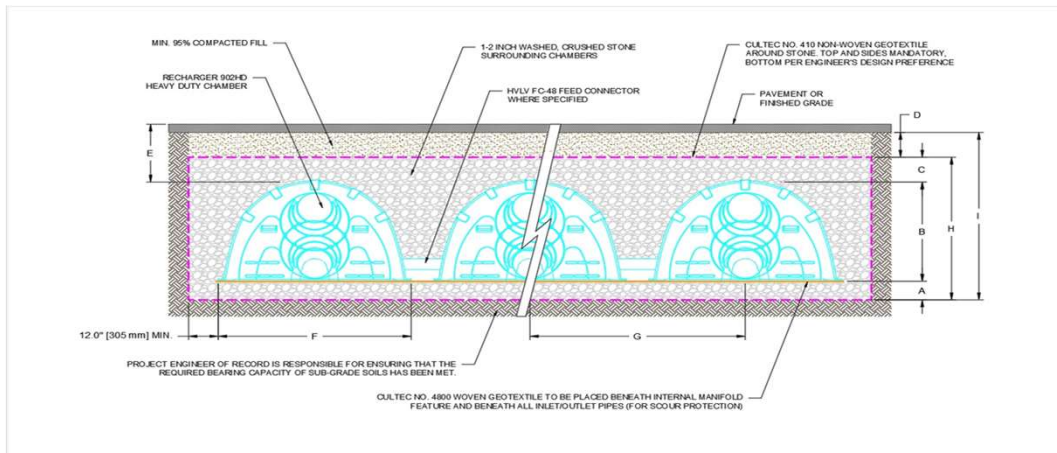 MIN. 95% COMPACTED FILL
1-2 INCH WASHED, CRUSHED STONE
SURROUNDING CHAMBERS
CULTEC NO. 410 NON-WOVEN GEOTEXTILE
AROUND STONE. TOP AND SIDES MANDATORY,
BOTTOM PER ENGINEER'S DESIGN PREFERENCE
RECHARGER 902HD
HEAVY DUTY CHAMBER
HVLV FC-48 FEED CONNECTOR
WHERE SPECIFIED
PAVEMENT OR
FINISHED GRADE
D
E
C
B
H
I
A
12.0" [305 mm] MIN.
F
G
PROJECT ENGINEER OF RECORD IS RESPONSIBLE FOR ENSURING THAT THE
REQUIRED BEARING CAPACITY OF SUB-GRADE SOILS HAS BEEN MET.
CULTEC NO. 4800 WOVEN GEOTEXTILE TO BE PLACED BENEATH INTERNAL MANIFOLD
FEATURE AND BENEATH ALL INLET/OUTLET PIPES (FOR SCOUR PROTECTION)